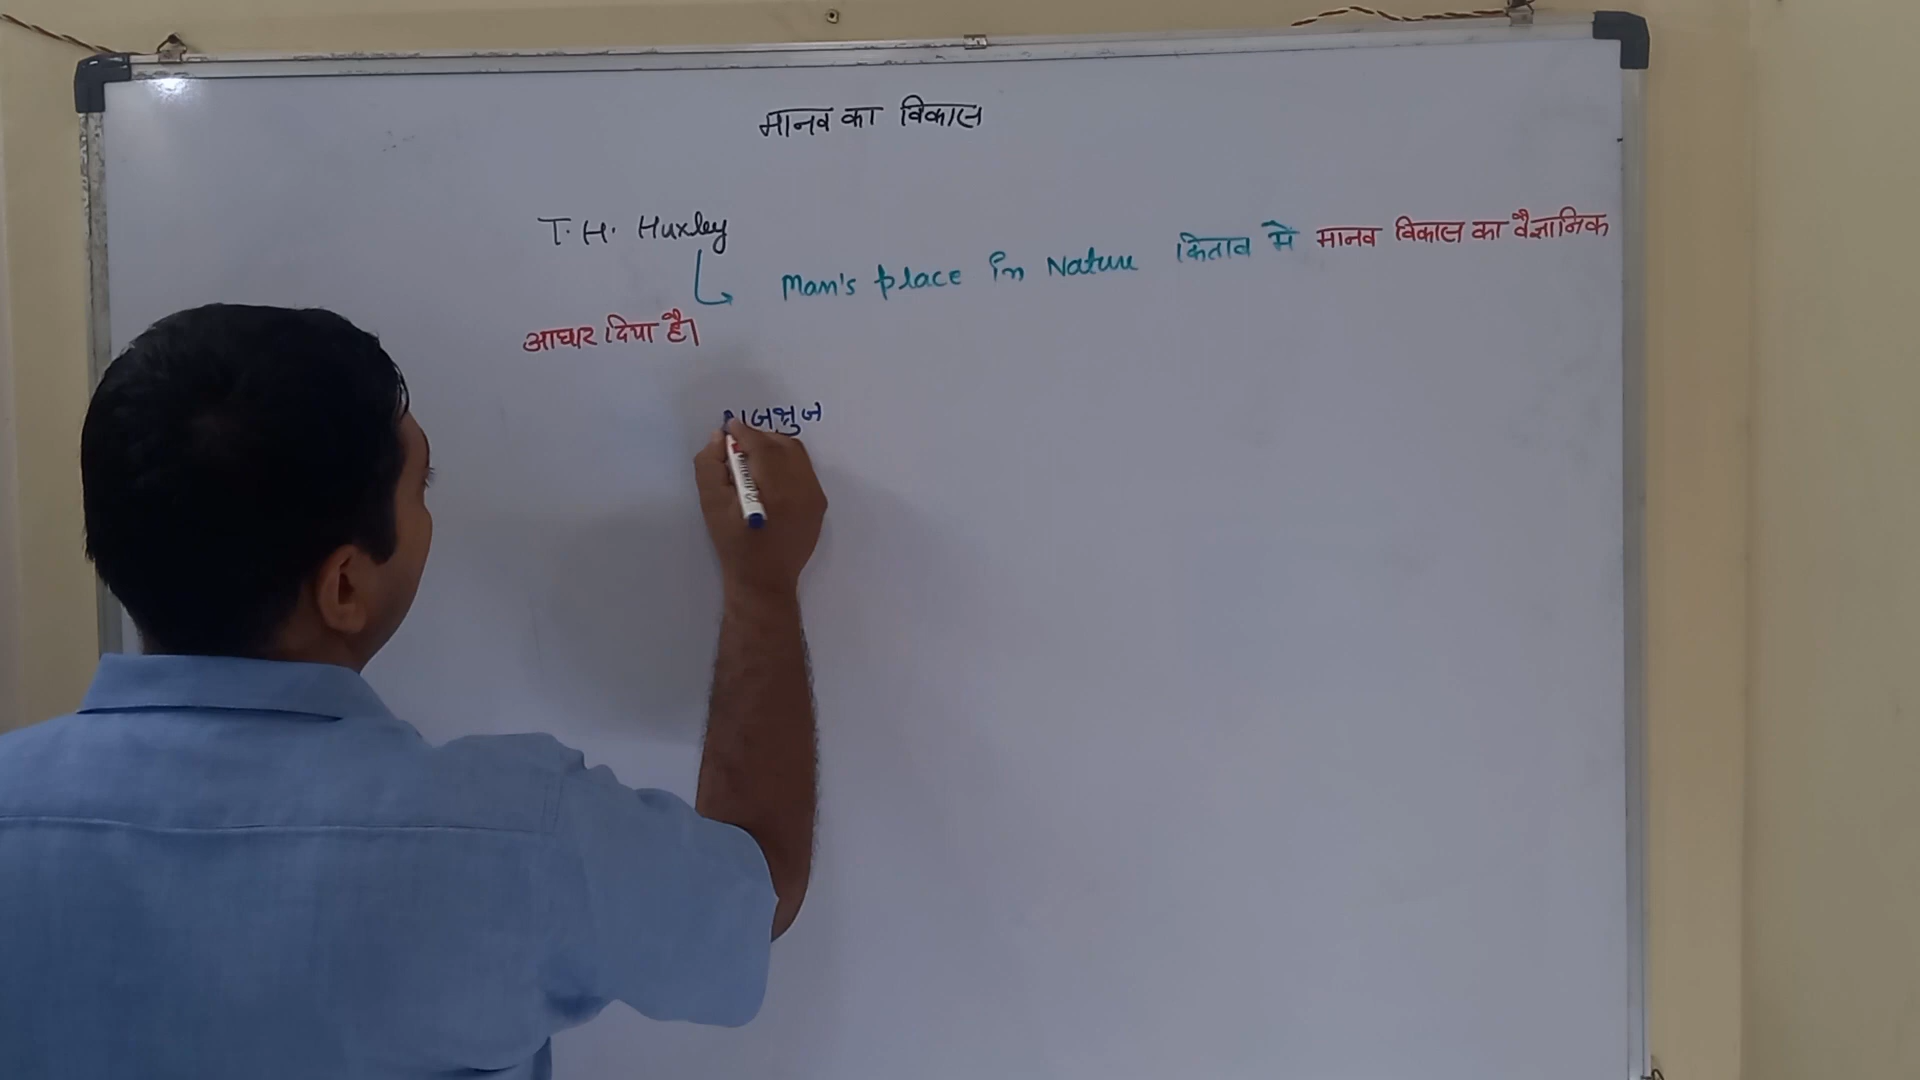 मानव का विकास
T. H. Huxley
Man's place in Nature किताब में मानव विकास का वैज्ञानिक
आधार दिया है।